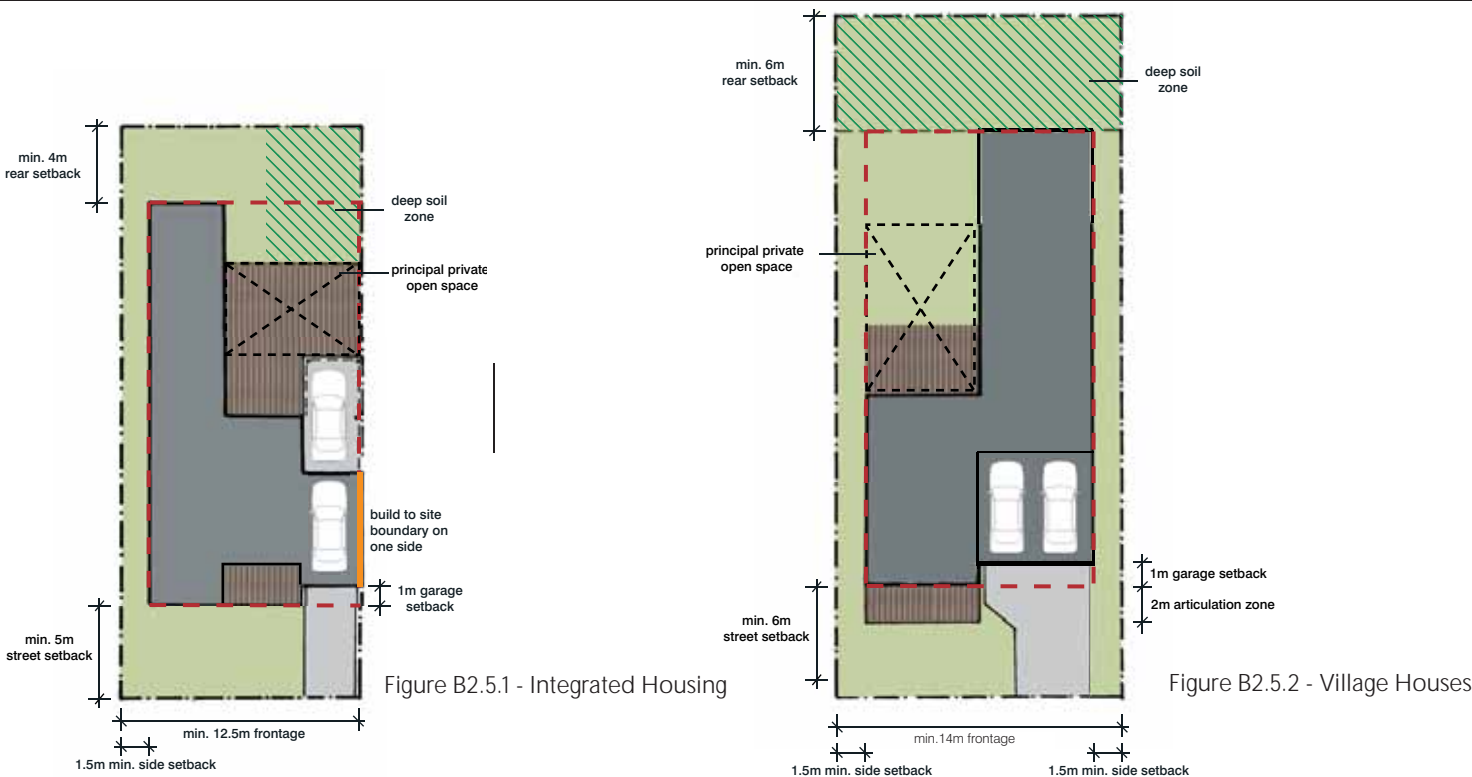 min. 4m
rear setback
deep soil
zone
principal private
open space
build to site
boundary on
one side
1m garage
setback
min. 5m
street setback
Figure B2.5.1 - Integrated Housing
min. 12.5m frontage
1.5m min. side setback
min. 6m
rear setback
deep soil
zone
principal private
open space
1m garage setback
2m articulation zone
min. 6m
street setback
Figure B2.5.2 - Village Houses
min.14m frontage
1.5m min. side setback
1.5m min. side setback